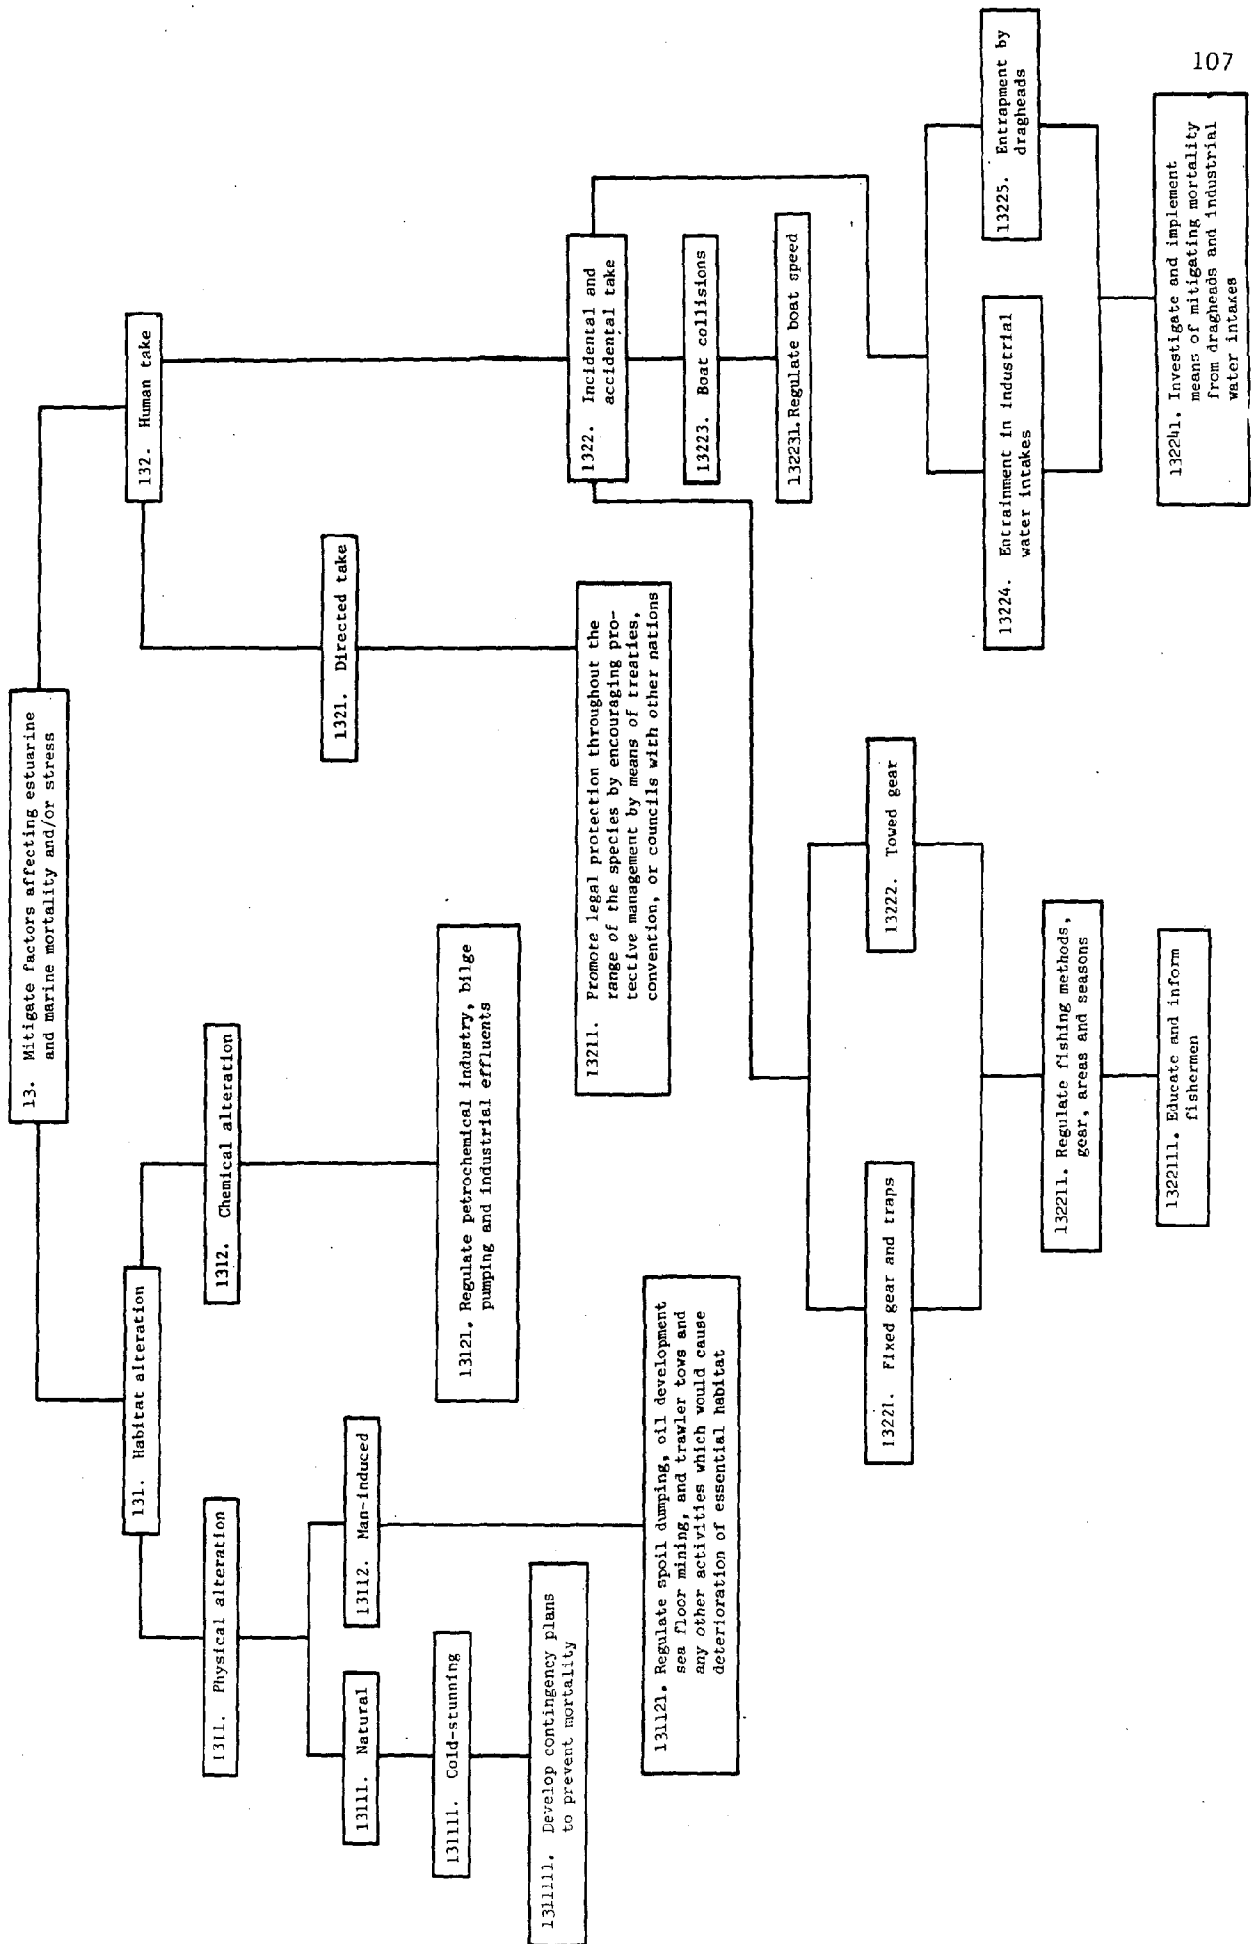 107
13. Mitigate factors affecting estuarine
and marine mortality and/or stress
131. Habitat alteration
132. Human take
1311. Physical alteration
1312. Chemical alteration
1321. Directed take
1322. Incidental and
accidental take
13111. Natural
13112. Man-induced
131111. Cold-stunning
1311111. Develop contingency plans
to prevent mortality
131121. Regulate spoil dumping, oil development
sea floor mining, and trawler tows and
any other activities which would cause
deterioration of essential habitat
13121. Regulate petrochemical industry, bilge
pumping and industrial effluents
13211. Promote legal protection throughout the
range of the species by encouraging pro-
tective management by means of treaties,
convention, or councils with other nations
13221. Fixed gear and traps
13222. Towed gear
132211. Regulate fishing methods,
gear, areas and seasons
1322111. Educate and inform
fishermen
13223. Boat collisions
132231. Regulate boat speed
13224. Entrainment in industrial
water intakes
13225. Entrapment by
dragheads
132241. Investigate and implement
means of mitigating mortality
from dragheads and industrial
water intakes